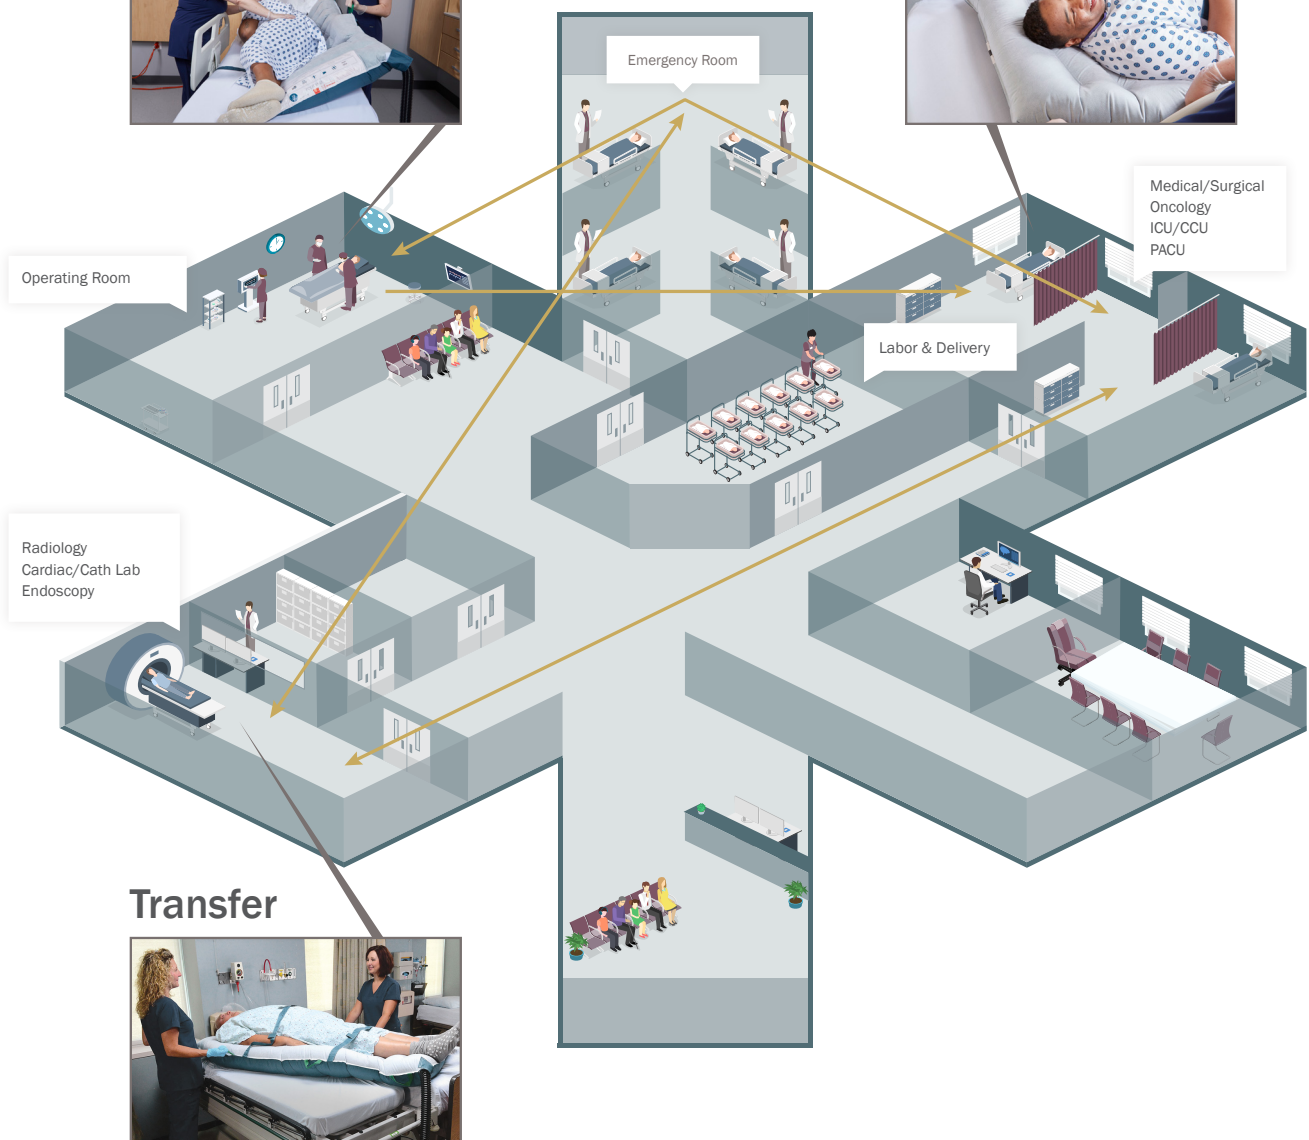 Emergency Room
Medical/Surgical
Oncology
ICU/CCU
PACU
Operating Room
Labor & Delivery
Radiology
Cardiac/Cath Lab
Endoscopy
Transfer